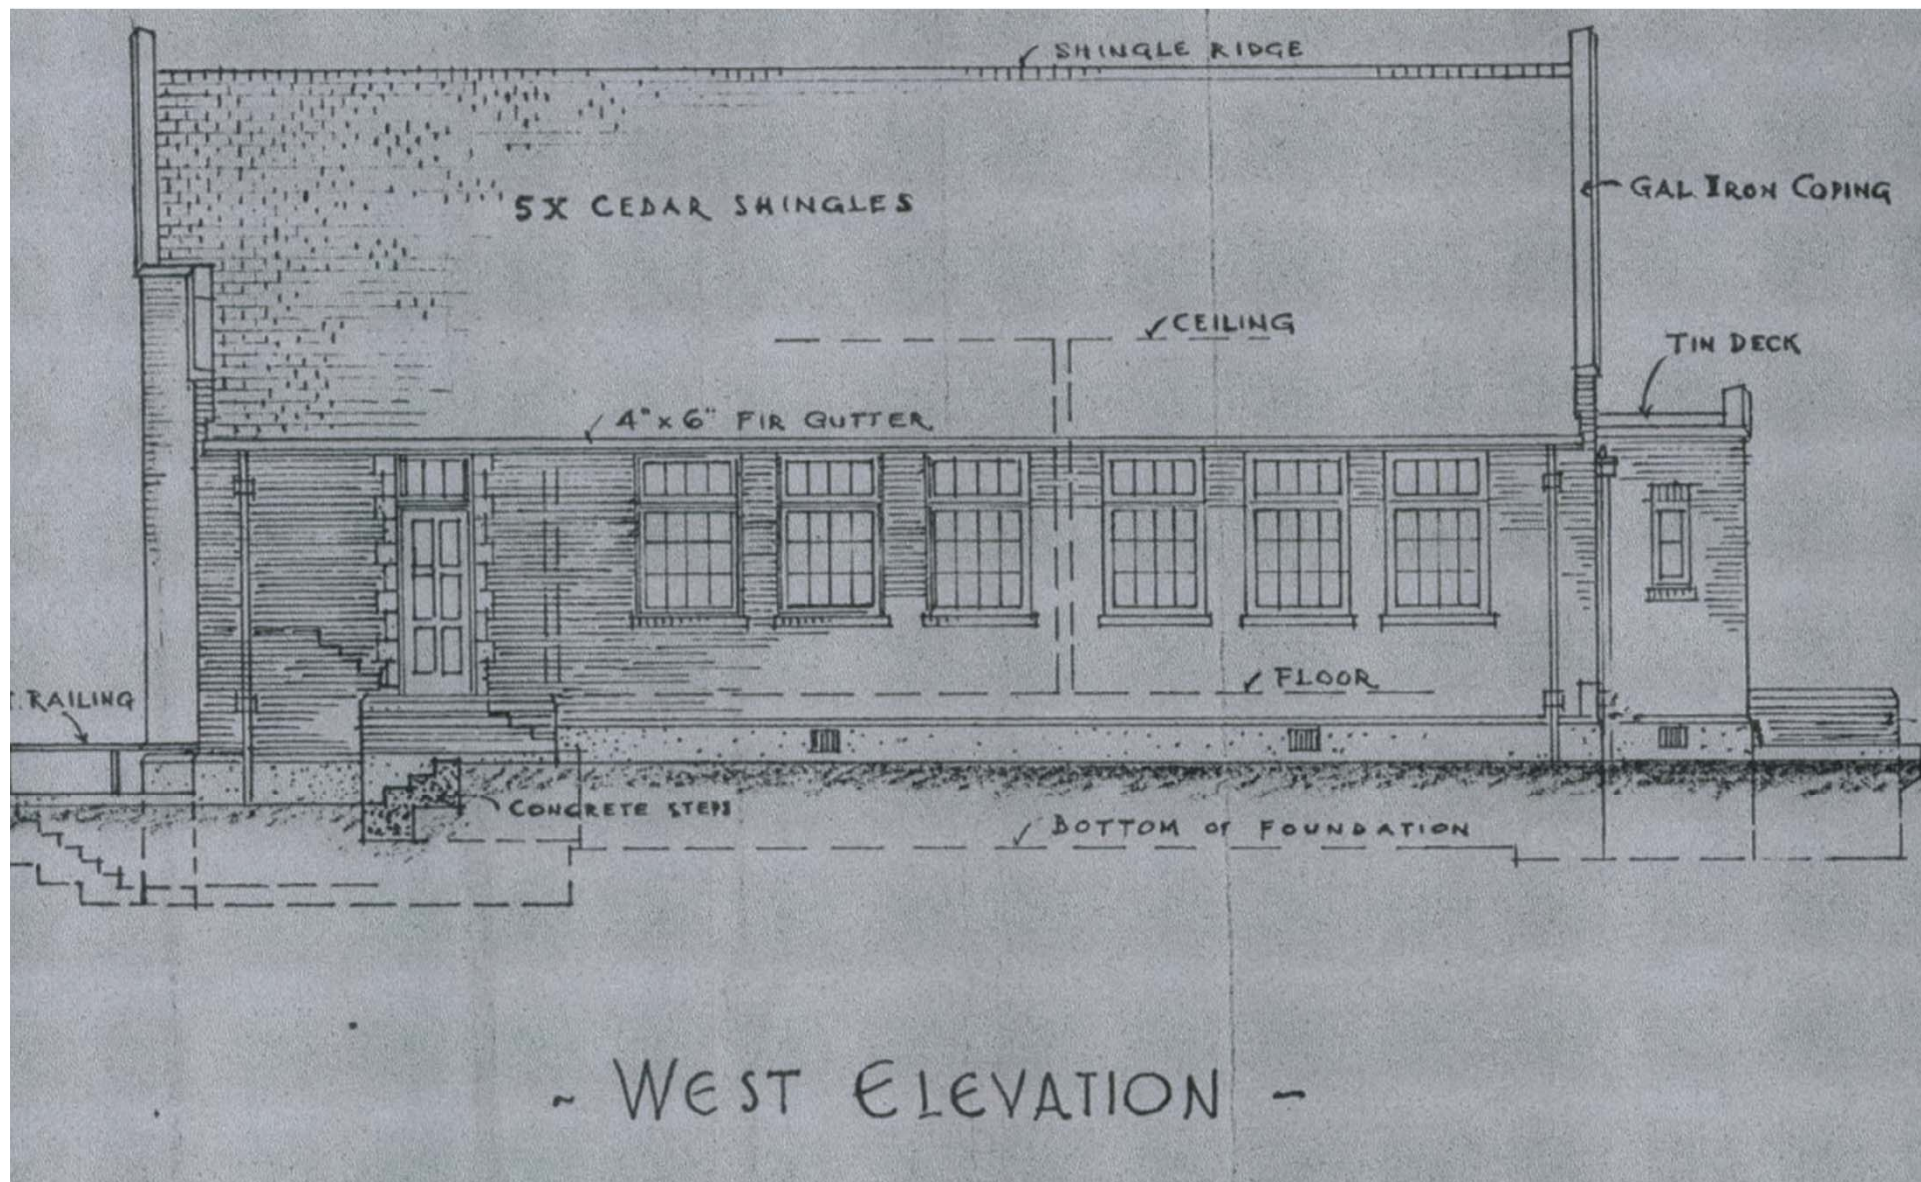 SHINGLE RIDGE
GAL IRON COPING
5X CEDAR SHINGLES
CEILING
TIN DECK
4" x 6" FIR GUTTER
RAILING
FLOOR
CONCRETE STEPS
BOTTOM OF FOUNDATION
~ WEST ELEVATION -